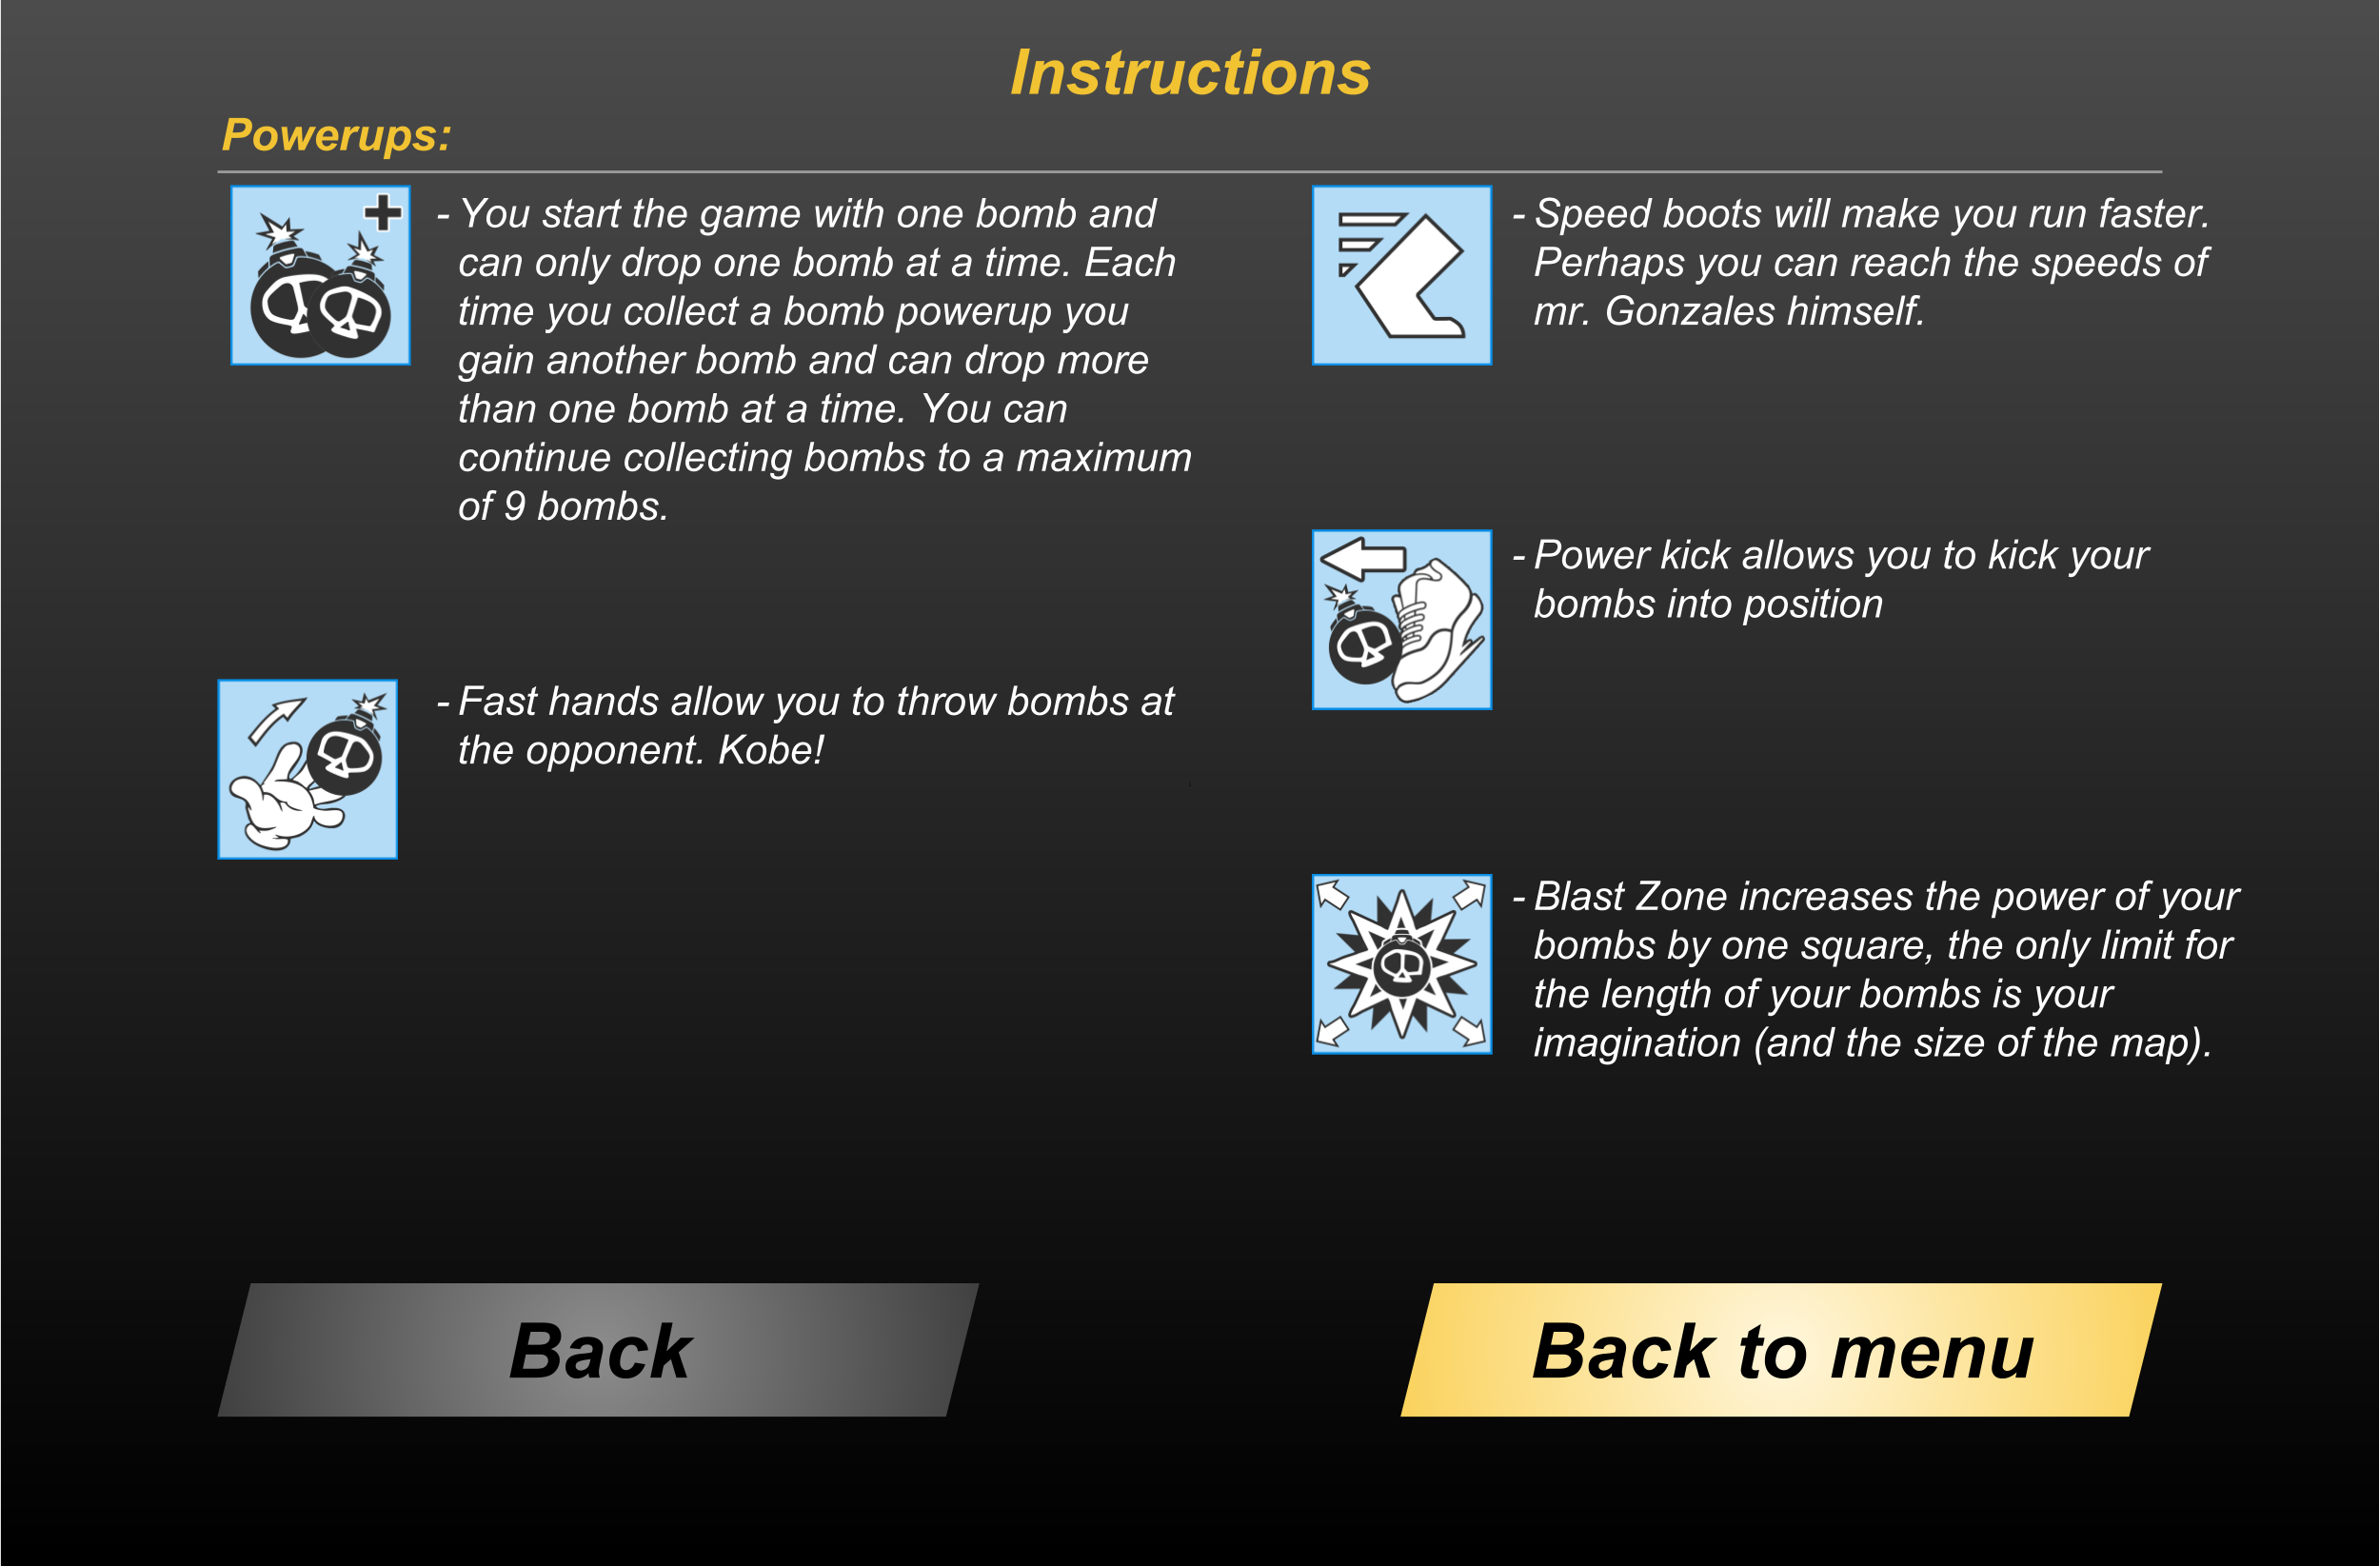 Instructions
Powerups:
- You start the game with one bomb and
can only drop one bomb at a time. Each
time you collect a bomb powerup you
gain another bomb and can drop more
than one bomb at a time. You can
continue collecting bombs to a maximum
of 9 bombs.
- Fast hands allow you to throw bombs at
the opponent. Kobe!
- Speed boots will make you run faster.
Perhaps you can reach the speeds of
mr. Gonzales himself.
- Power kick allows you to kick your
bombs into position
- Blast Zone increases the power of your
bombs by one square, the only limit for
the length of your bombs is your
imagination (and the size of the map).
Back
Back to menu